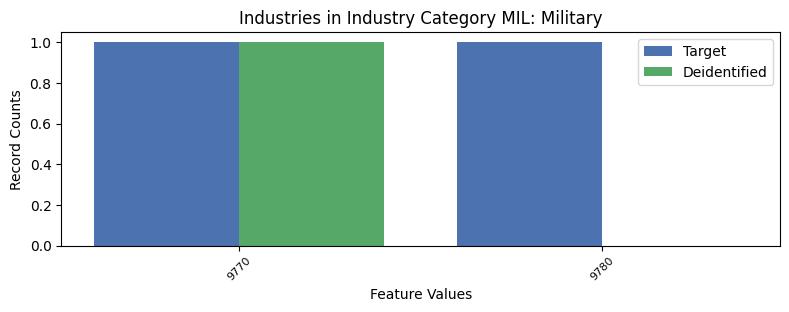 Industries in Industry Category MIL: Military
Target
Deidentified
Record Counts
1.0
0.8
0.6
0.4
0.2
0.0
9770
9780
Feature Values